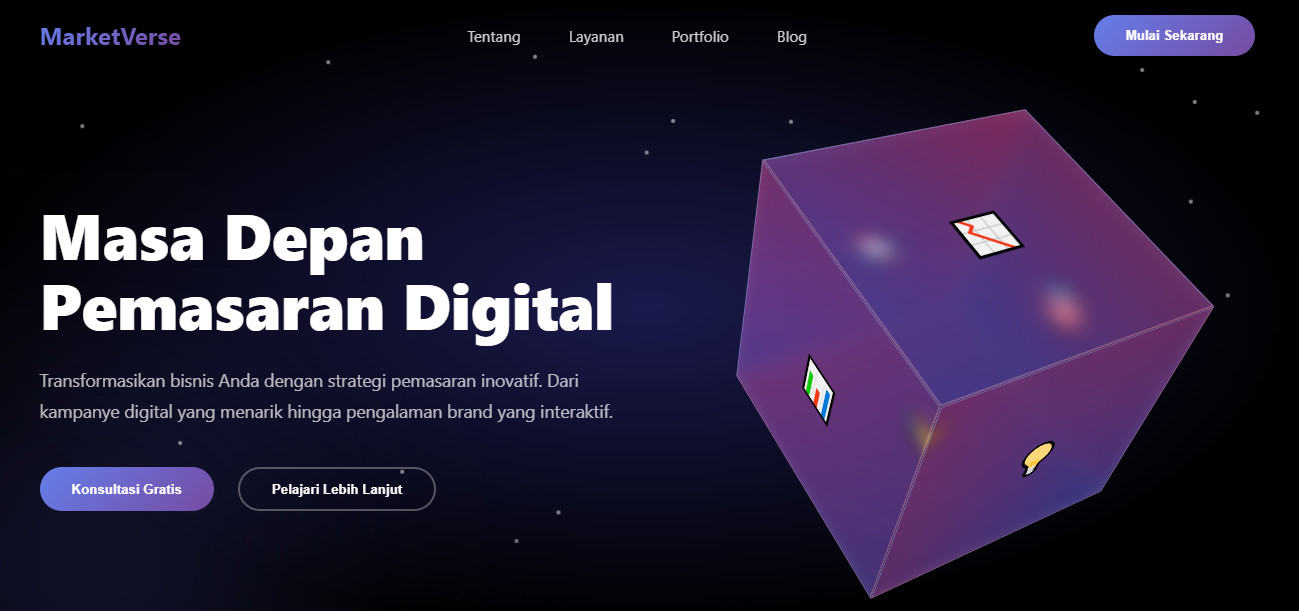 MarketVerse
Tentang
Layanan
Portfolio
Blog
Mulai Sekarang
Masa Depan
Pemasaran Digital
Transformasikan bisnis Anda dengan strategi pemasaran inovatif. Dari
kampanye digital yang menarik hingga pengalaman brand yang interaktif.
Konsultasi Gratis
Pelajari Lebih Lanjut